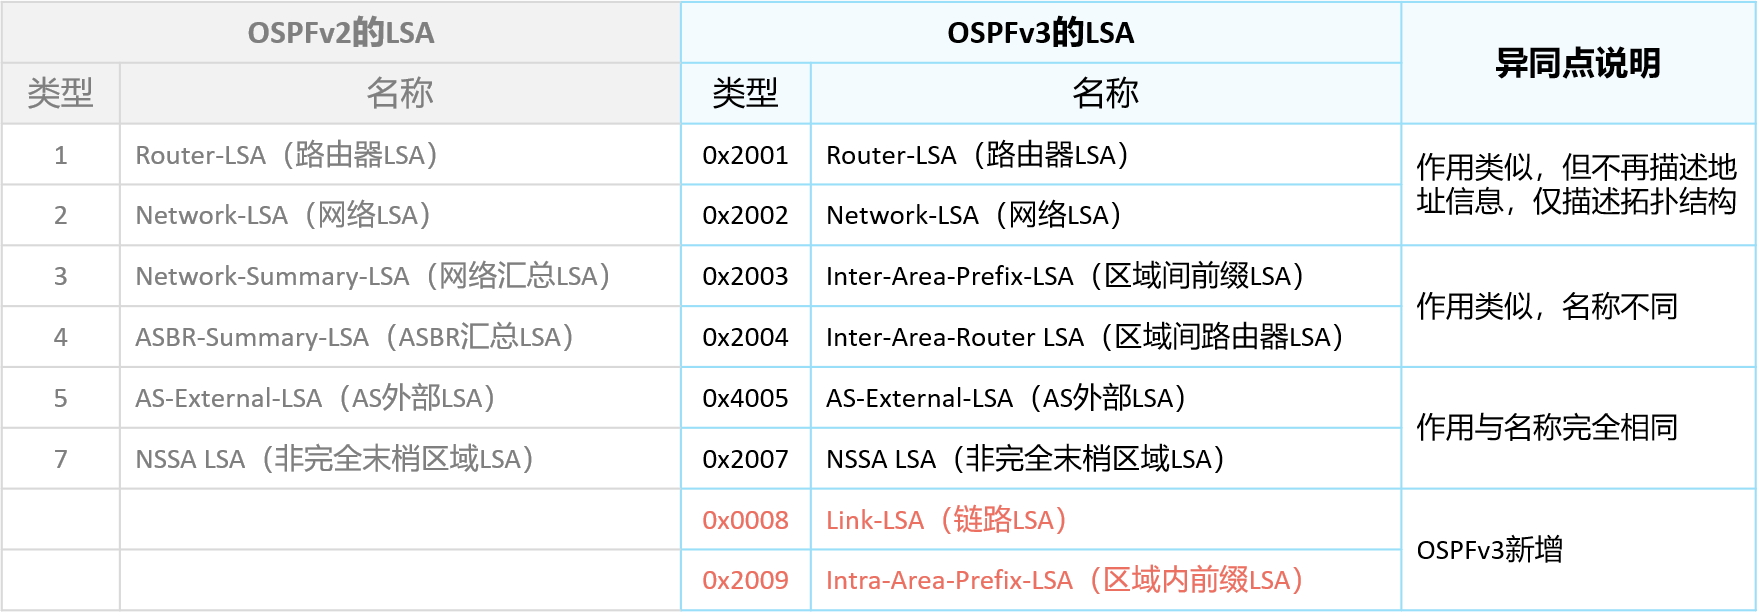 OSPFv2的LSA
OSPFv3的LSA
异同点说明
类型
名称
类型
名称
1
Router-LSA（路由器LSA）
0x2001
Router-LSA（路由器LSA）
作用类似，但不再描述地
址信息，仅描述拓扑结构
2
Network-LSA（网络LSA）
0x2002
Network-LSA（网络LSA）
3
Network-Summary-LSA（网络汇总LSA）
0x2003
Inter-Area-Prefix-LSA（区域间前缀LSA）
作用类似，名称不同
4
ASBR-Summary-LSA（ASBR汇总LSA）
0x2004
Inter-Area-Router LSA（区域间路由器LSA）
5
AS-External-LSA（AS外部LSA）
0x4005
AS-External-LSA（AS外部LSA）
作用与名称完全相同
7
NSSA LSA（非完全末梢区域LSA）
0x2007
NSSA LSA（非完全末梢区域LSA）
0x0008
Link-LSA（链路LSA）
OSPFv3新增
0x2009
Intra-Area-Prefix-LSA（区域内前缀LSA）